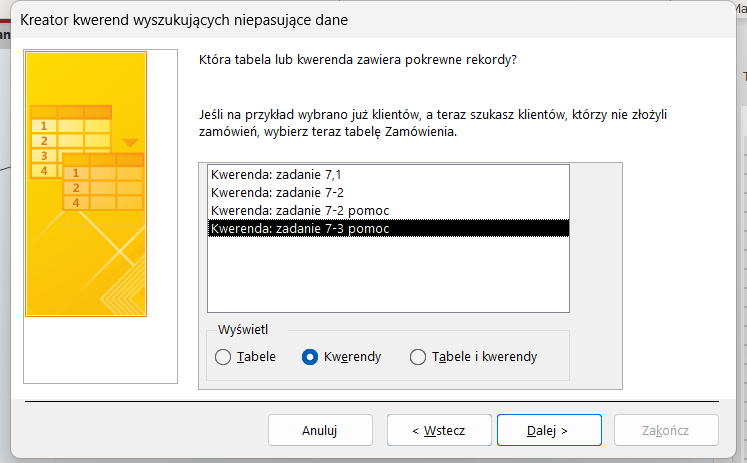 Kreator kwerend wyszukujących niepasujące dane
Która tabela lub kwerenda zawiera pokrewne rekordy?
Jeśli na przykład wybrano już klientów, a teraz szukasz klientów, którzy nie złożyli
zamówień, wybierz teraz tabelę Zamówienia.
1
2
3
4
1
2
4
Kwerenda: zadanie 7,1
Kwerenda: zadanie 7-2
Kwerenda: zadanie 7-2 pomoc
Kwerenda: zadanie 7-3 pomoc
Wyświetl
Tabele
Kwerendy
Tabele i kwerendy
Anuluj
< Wstecz
Dalej >
Zakończ